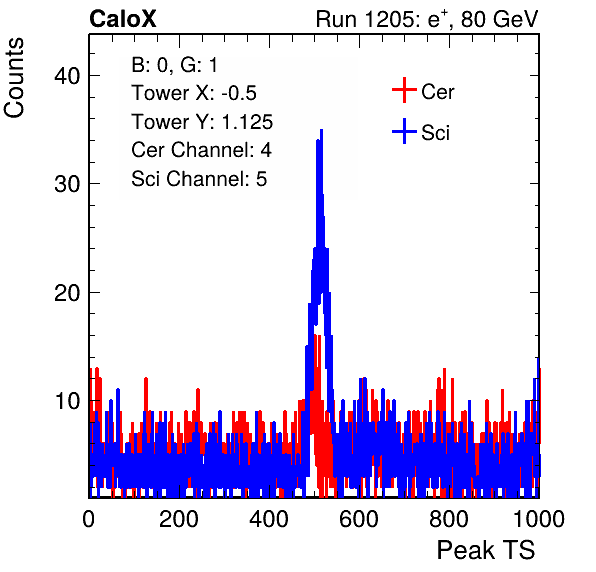 CaloX Run 1205: e⁺, 80 GeV
Counts
B: 0, G: 1
Tower X: -0.5
Tower Y: 1.125
Cer Channel: 4
Sci Channel: 5
Cer
Sci
40
30
20
10
0 200 400 600 800 1000
Peak TS